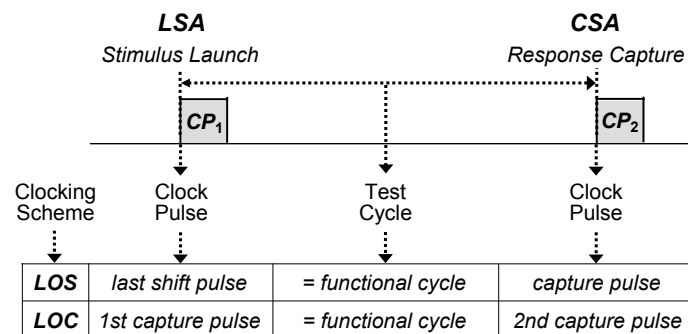 LSA CSA
Stimulus Launch Response Capture
CP1 CP2
Clocking Scheme Clock Pulse Test Cycle Clock Pulse
LOS last shift pulse = functional cycle capture pulse
LOC 1st capture pulse = functional cycle 2nd capture pulse